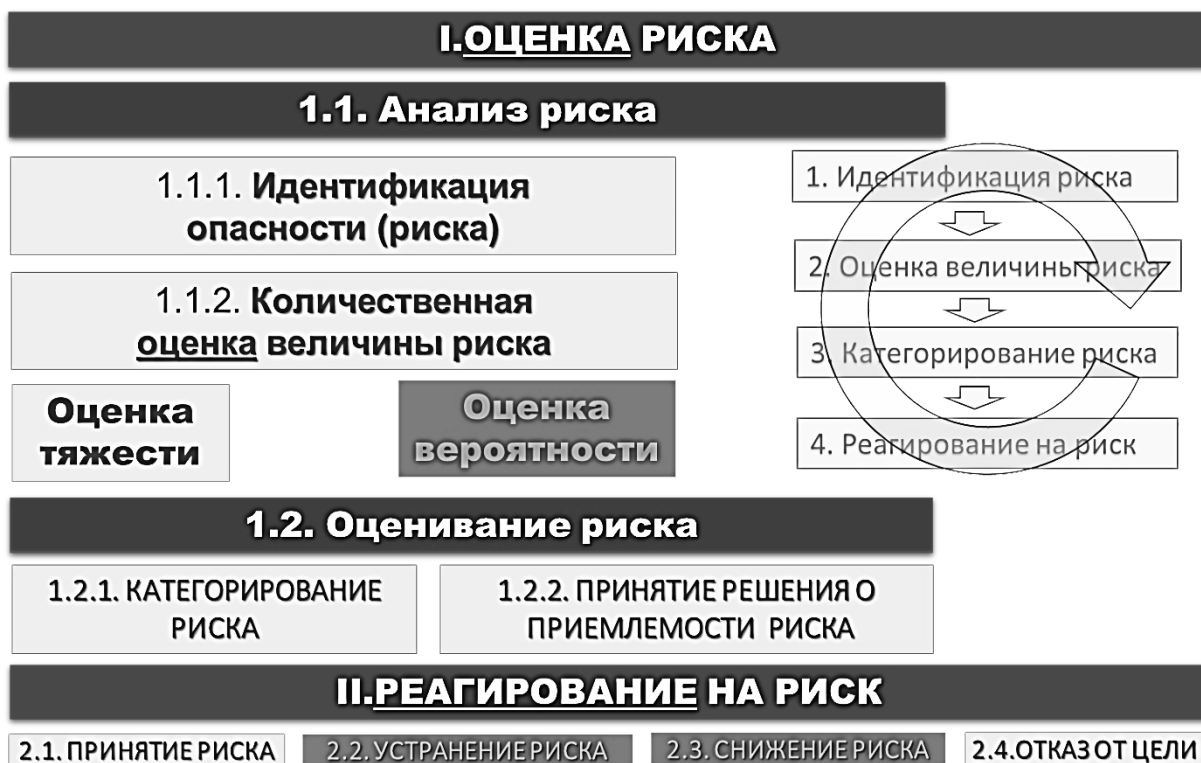 I.ОЦЕНКА РИСКА
1.1. Анализ риска
1.1.1. Идентификация
опасности (риска)
1.1.2. Количественная
оценка величины риска
Оценка
тяжести
Оценка
вероятности
1. Идентификация риска
2. Оценка величины риска
3. Категорирование риска
4. Реагирование на риск
1.2. Оценивание риска
1.2.1. КАТЕГОРИРОВАНИЕ
РИСКА
1.2.2. ПРИНЯТИЕ РЕШЕНИЯ О
ПРИЕМЛЕМОСТИ РИСКА
II.РЕАГИРОВАНИЕ НА РИСК
2.1. ПРИНЯТИЕ РИСКА
2.2. УСТРАНЕНИЕ РИСКА
2.3. СНИЖЕНИЕ РИСКА
2.4.ОТКАЗ ОТ ЦЕЛИ